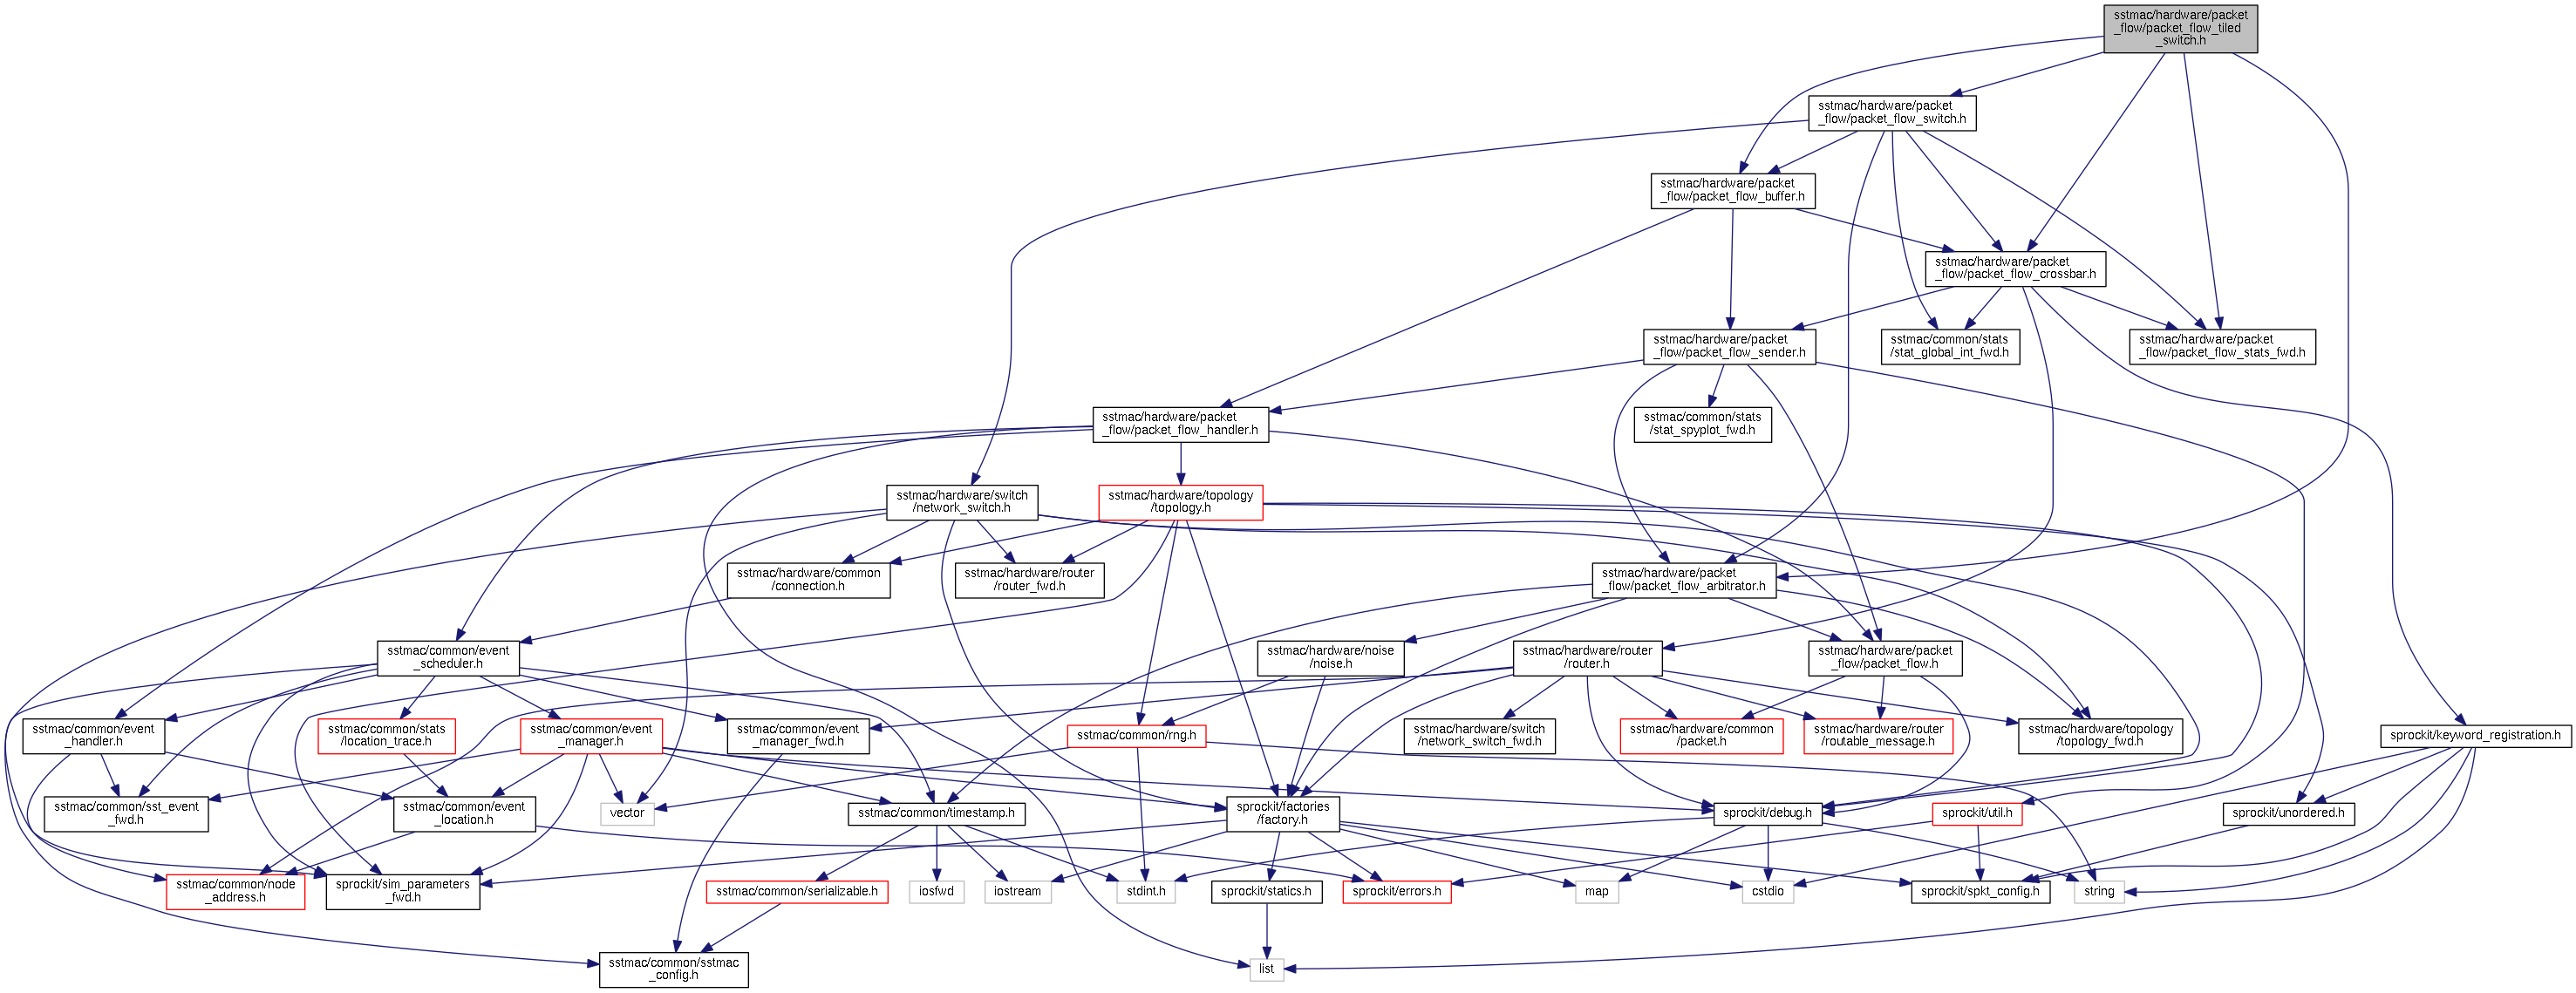 sstmac/hardware/packet
_flow/packet_flow_tiled
_switch.h
sstmac/hardware/packet
_flow/packet_flow_switch.h
sstmac/hardware/packet
_flow/packet_flow_buffer.h
sstmac/hardware/packet
_flow/packet_flow_crossbar.h
sstmac/hardware/packet
_flow/packet_flow_sender.h
sstmac/common/stats
/stat_global_int_fwd.h
sstmac/hardware/packet
_flow/packet_flow_stats_fwd.h
sstmac/hardware/packet
_flow/packet_flow_handler.h
sstmac/common/stats
/stat_spyplot_fwd.h
sstmac/hardware/switch
/network_switch.h
sstmac/hardware/topology
/topology.h
sstmac/hardware/common
/connection.h
sstmac/hardware/router
/router_fwd.h
sstmac/hardware/packet
_flow/packet_flow_arbitrator.h
sstmac/common/event
_scheduler.h
sstmac/hardware/noise
/noise.h
sstmac/hardware/router
/router.h
sstmac/hardware/packet
_flow/packet_flow.h
sstmac/common/event
_handler.h
sstmac/common/stats
/location_trace.h
sstmac/common/event
_manager.h
sstmac/common/event
_manager_fwd.h
sstmac/common/rng.h
sstmac/hardware/switch
/network_switch_fwd.h
sstmac/hardware/common
/packet.h
sstmac/hardware/router
/routable_message.h
sstmac/hardware/topology
/topology_fwd.h
sprockit/keyword_registration.h
sstmac/common/sst_event
_fwd.h
sstmac/common/event
_location.h
vector
sstmac/common/timestamp.h
sprockit/factories
/factory.h
sprockit/debug.h
sprockit/util.h
sprockit/unordered.h
sstmac/common/node
_address.h
sprockit/sim_parameters
_fwd.h
sstmac/common/serializable.h
iosfwd
iostream
stdint.h
sprockit/statics.h
sprockit/errors.h
map
cstdio
sprockit/spkt_config.h
string
sstmac/common/sstmac
_config.h
list